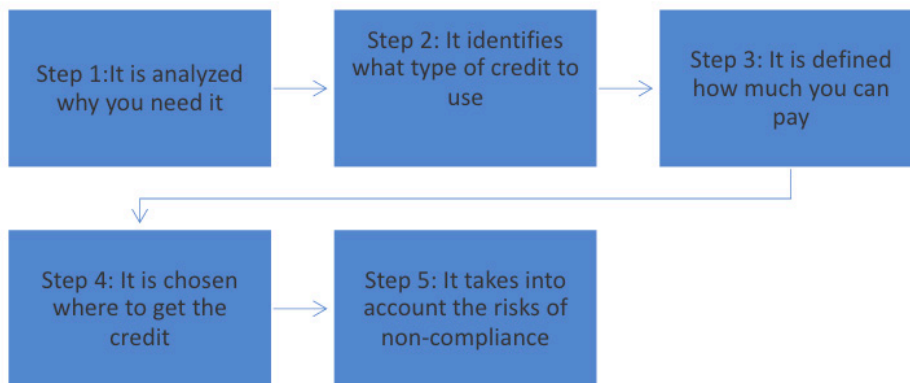 Step 1:It is analyzed
why you need it
Step 2: It identifies
what type of credit to
use
Step 3: It is defined
how much you can
pay
Step 4: It is chosen
where to get the
credit
Step 5: It takes into
account the risks of
non-compliance